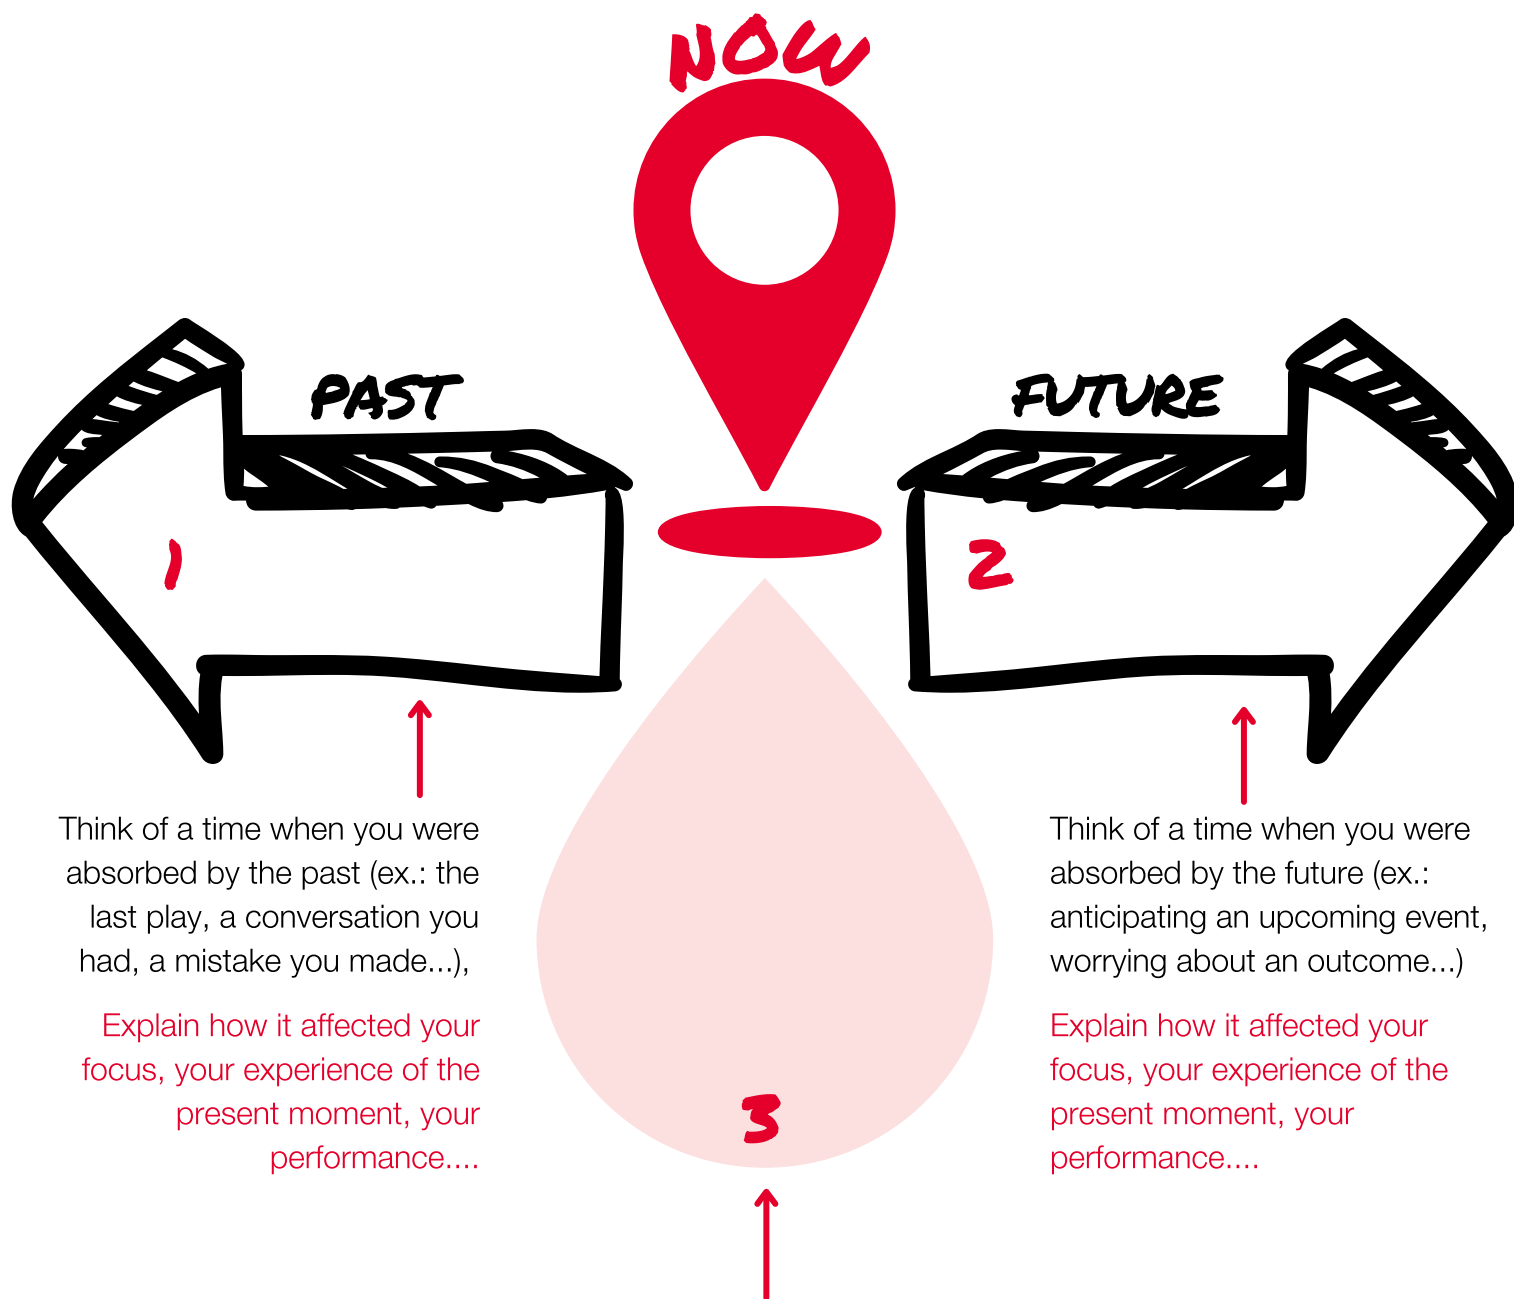 NOW
PAST
FUTURE
1
2
Think of a time when you were
absorbed by the past (ex.: the
last play, a conversation you
had, a mistake you made...),
Explain how it affected your
focus, your experience of the
present moment, your
performance....
Think of a time when you were
absorbed by the future (ex.:
anticipating an upcoming event,
worrying about an outcome...)
Explain how it affected your
focus, your experience of the
present moment, your
performance....
3